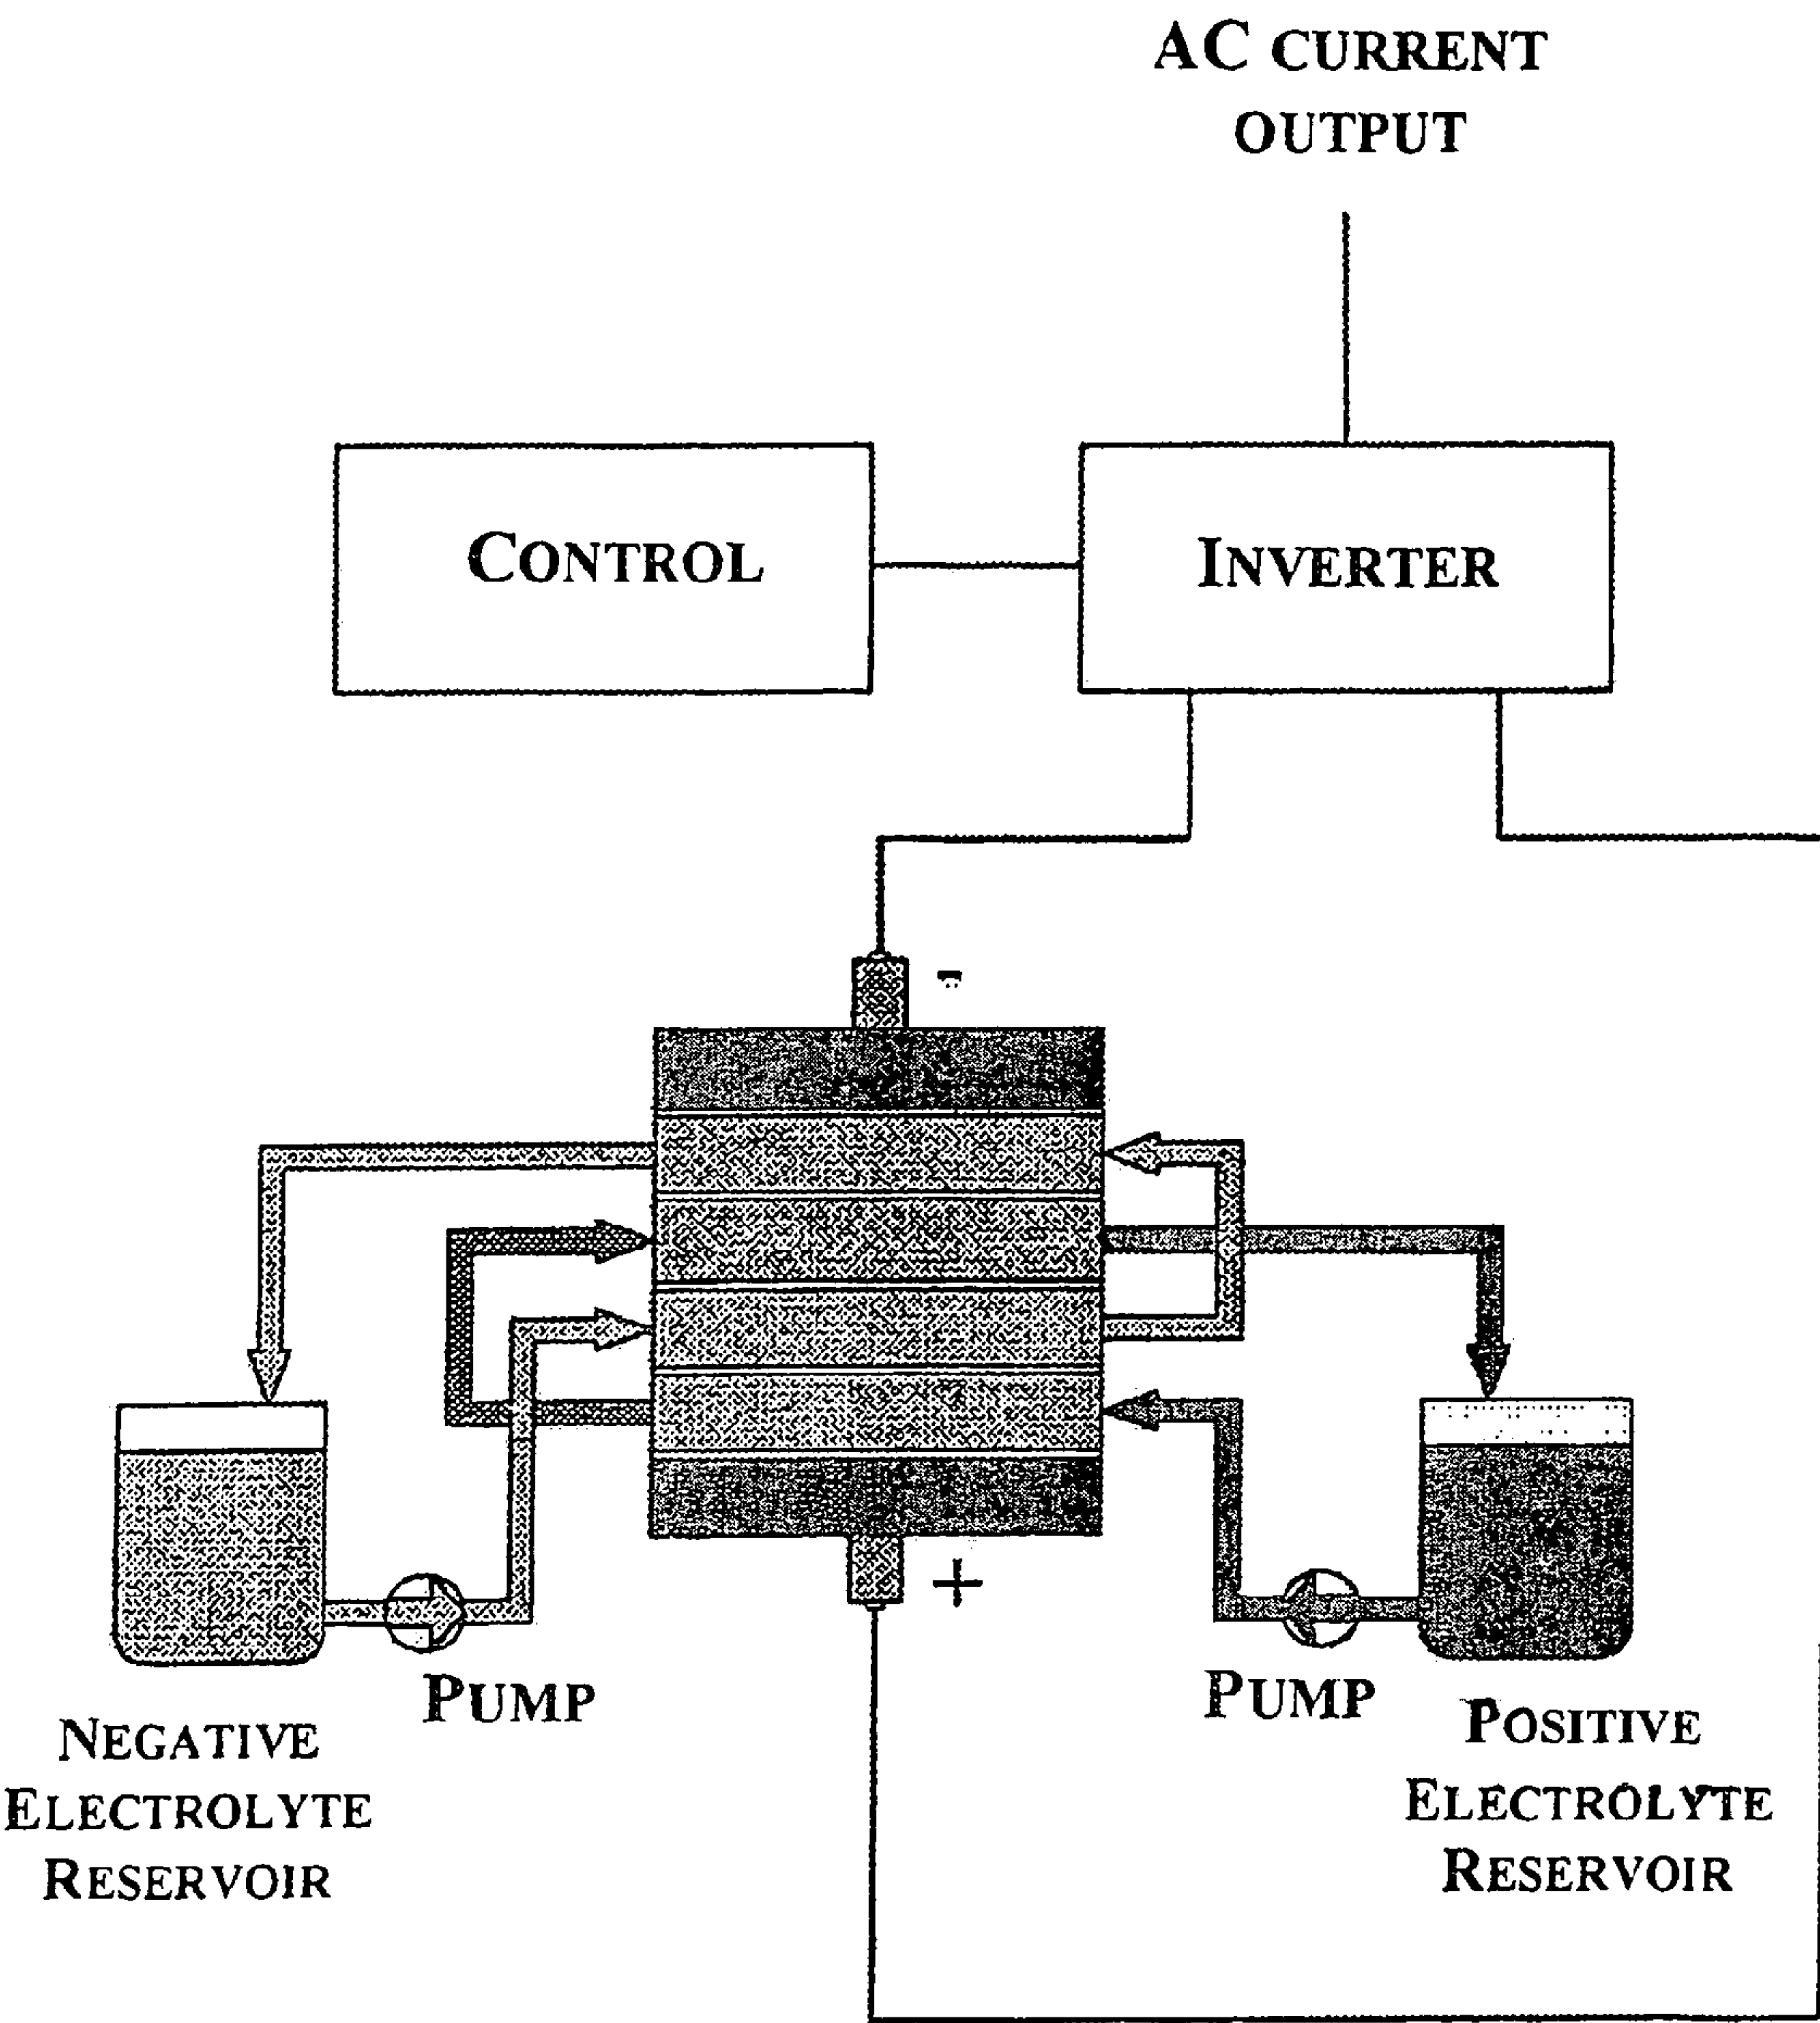 AC CURRENT
OUTPUT
CONTROL
INVERTER
-
+
PUMP
PUMP
NEGATIVE
ELECTROLYTE
RESERVOIR
POSITIVE
ELECTROLYTE
RESERVOIR